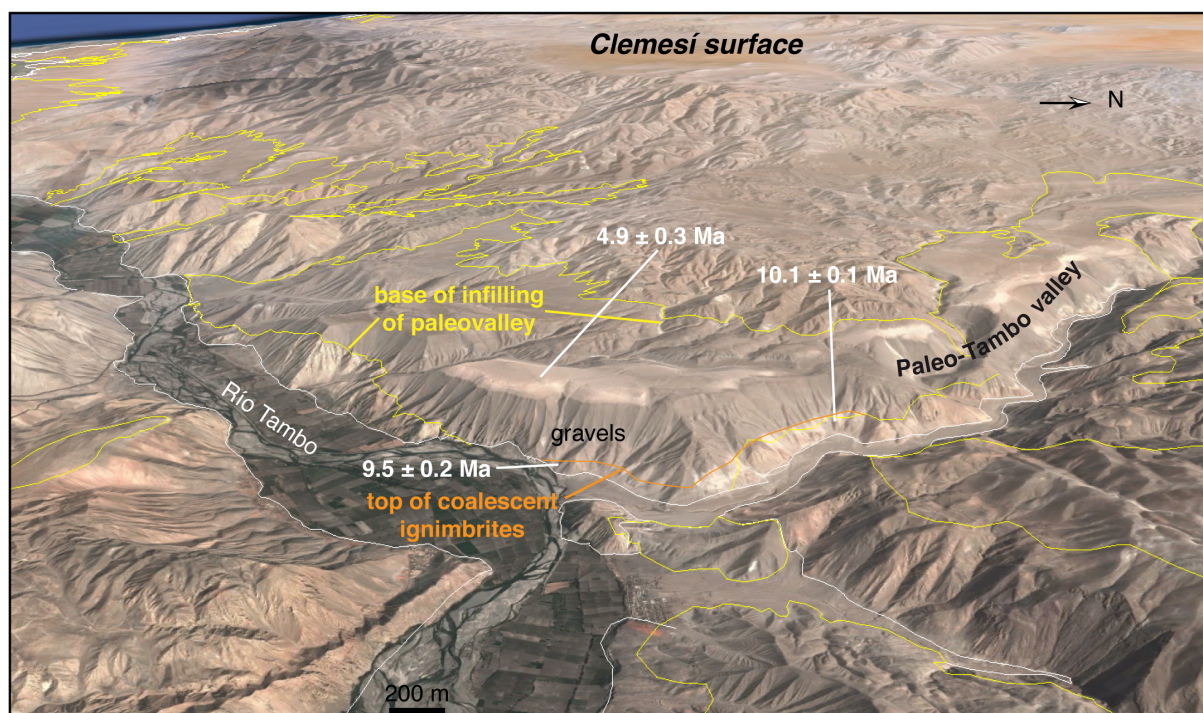 Clemesí surface
N
4.9 ± 0.3 Ma
10.1 ± 0.1 Ma
base of infilling
of paleovalley
Paleo-Tambo valley
Río Tambo
gravels
9.5 ± 0.2 Ma
top of coalescent
ignimbrites
200 m